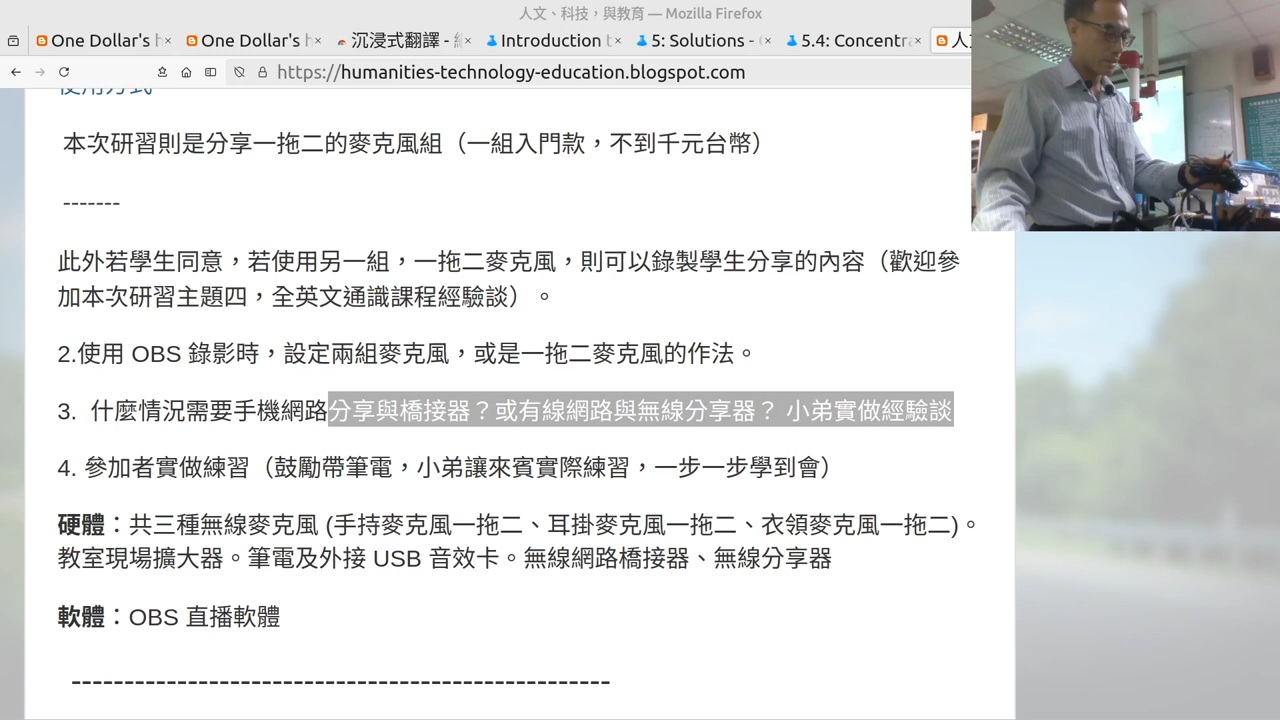 人文、科技，與教育 — Mozilla Firefox
One Dollar's h
One Dollar's h
沉浸式翻譯 -
Introduction t
5: Solutions -
5.4: Concentra
人
https://humanities-technology-education.blogspot.com
使用方式
本次研習則是分享一拖二的麥克風組（一組入門款，不到千元台幣）
-------
此外若學生同意，若使用另一組，一拖二麥克風，則可以錄製學生分享的內容（歡迎參
加本次研習主題四，全英文通識課程經驗談）。
2.使用 OBS 錄影時，設定兩組麥克風，或是一拖二麥克風的作法。
3. 什麼情況需要手機網路分享與橋接器？或有線網路與無線分享器？ 小弟實做經驗談
4. 參加者實做練習（鼓勵帶筆電，小弟讓來賓實際練習，一步一步學到會）
硬體：共三種無線麥克風 (手持麥克風一拖二、耳掛麥克風一拖二、衣領麥克風一拖二)。
教室現場擴大器。筆電及外接 USB 音效卡。無線網路橋接器、無線分享器
軟體：OBS 直播軟體
---------------------------------------------------